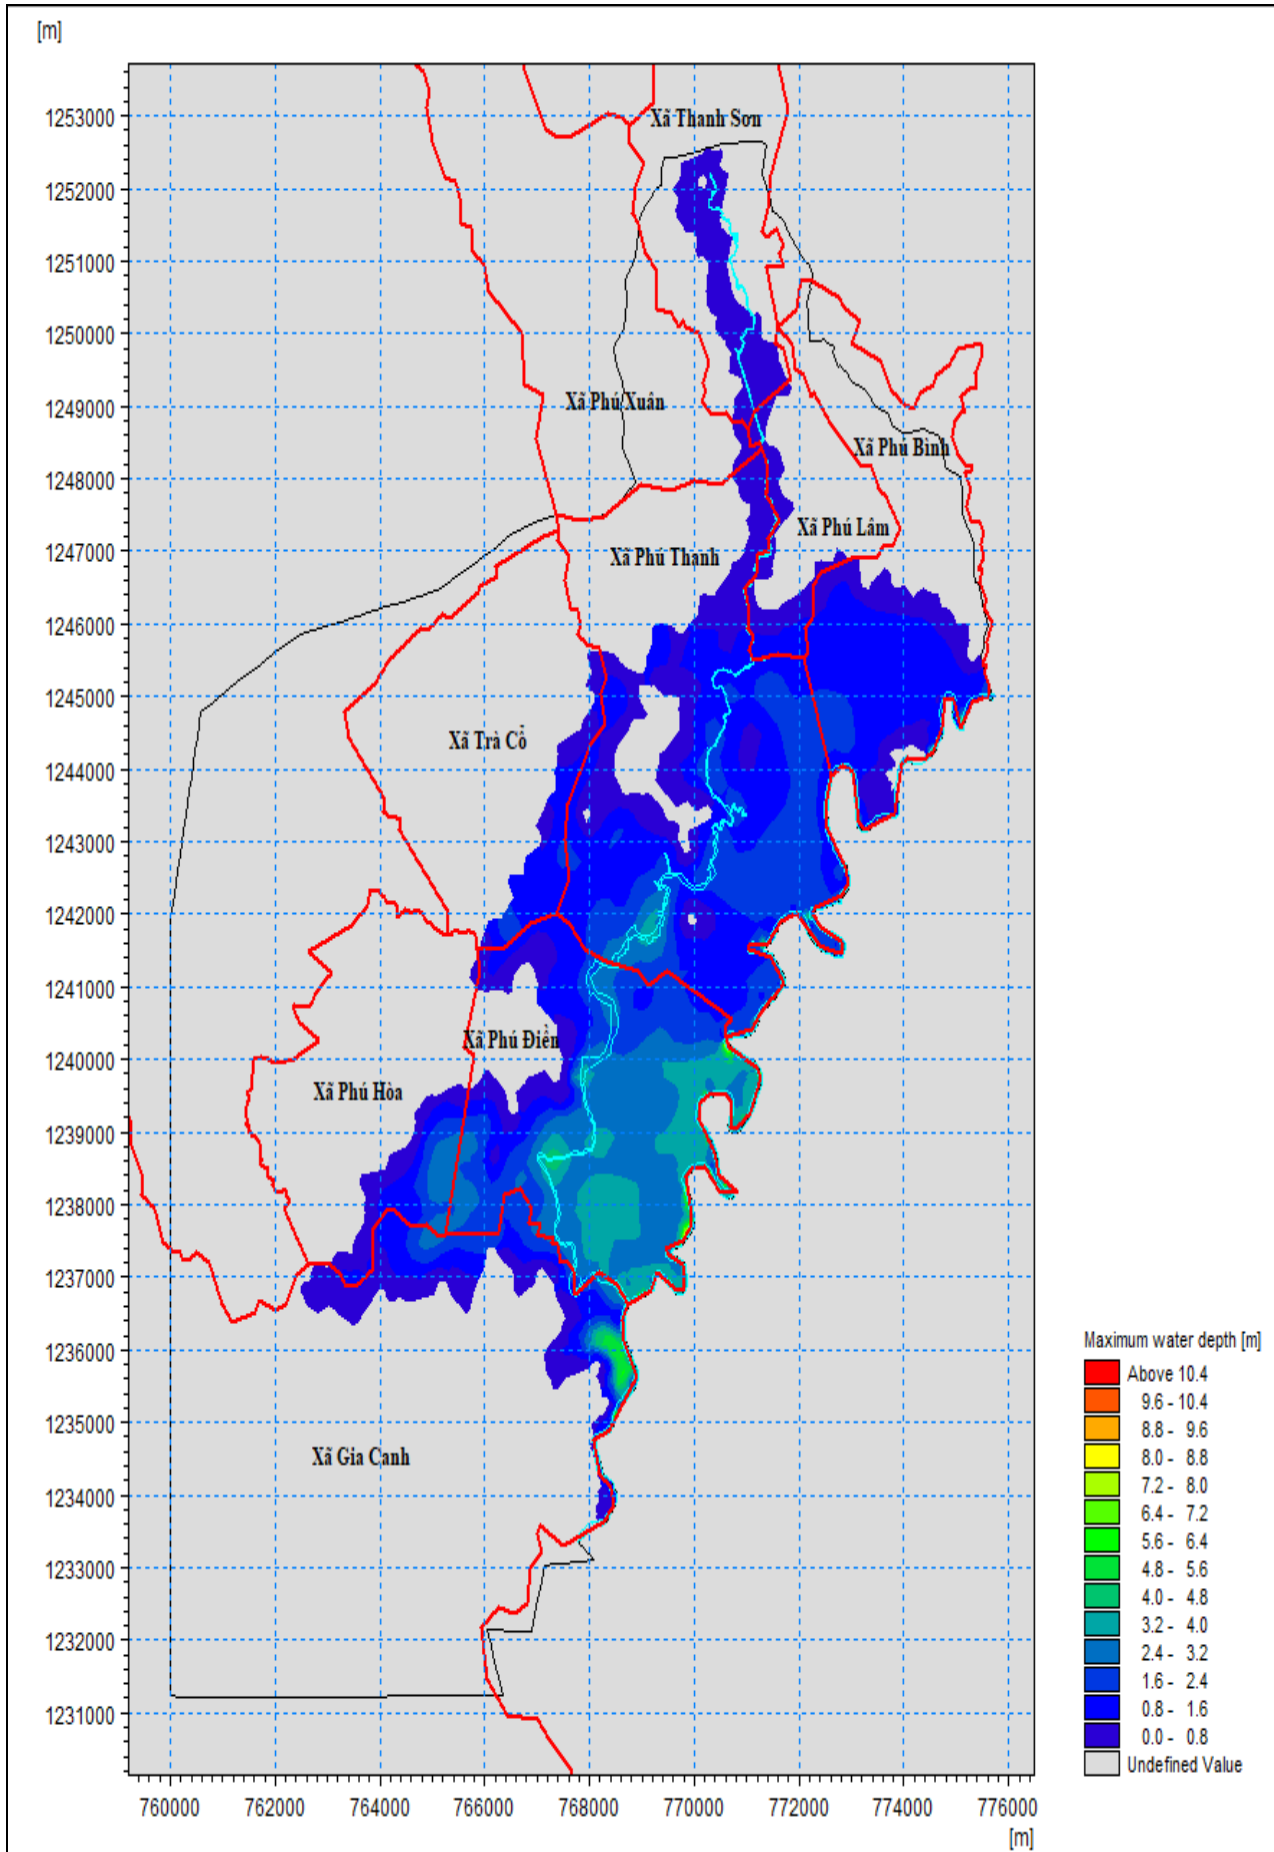 [m]
1253000
1252000
1251000
1250000
1249000
1248000
1247000
1246000
1245000
1244000
1243000
1242000
1241000
1240000
1239000
1238000
1237000
1236000
1235000
1234000
1233000
1232000
1231000
Xã Thanh Sơn
Xã Phú Xuân
Xã Phú Bình
Xã Phú Lâm
Xã Phú Thanh
Xã Trà Cổ
Xã Phú Điền
Xã Phú Hòa
Xã Gia Canh
760000 762000 764000 766000 768000 770000 772000 774000 776000
[m]
Maximum water depth [m]
Above 10.4
9.6 - 10.4
8.8 - 9.6
8.0 - 8.8
7.2 - 8.0
6.4 - 7.2
5.6 - 6.4
4.8 - 5.6
4.0 - 4.8
3.2 - 4.0
2.4 - 3.2
1.6 - 2.4
0.8 - 1.6
0.0 - 0.8
Undefined Value